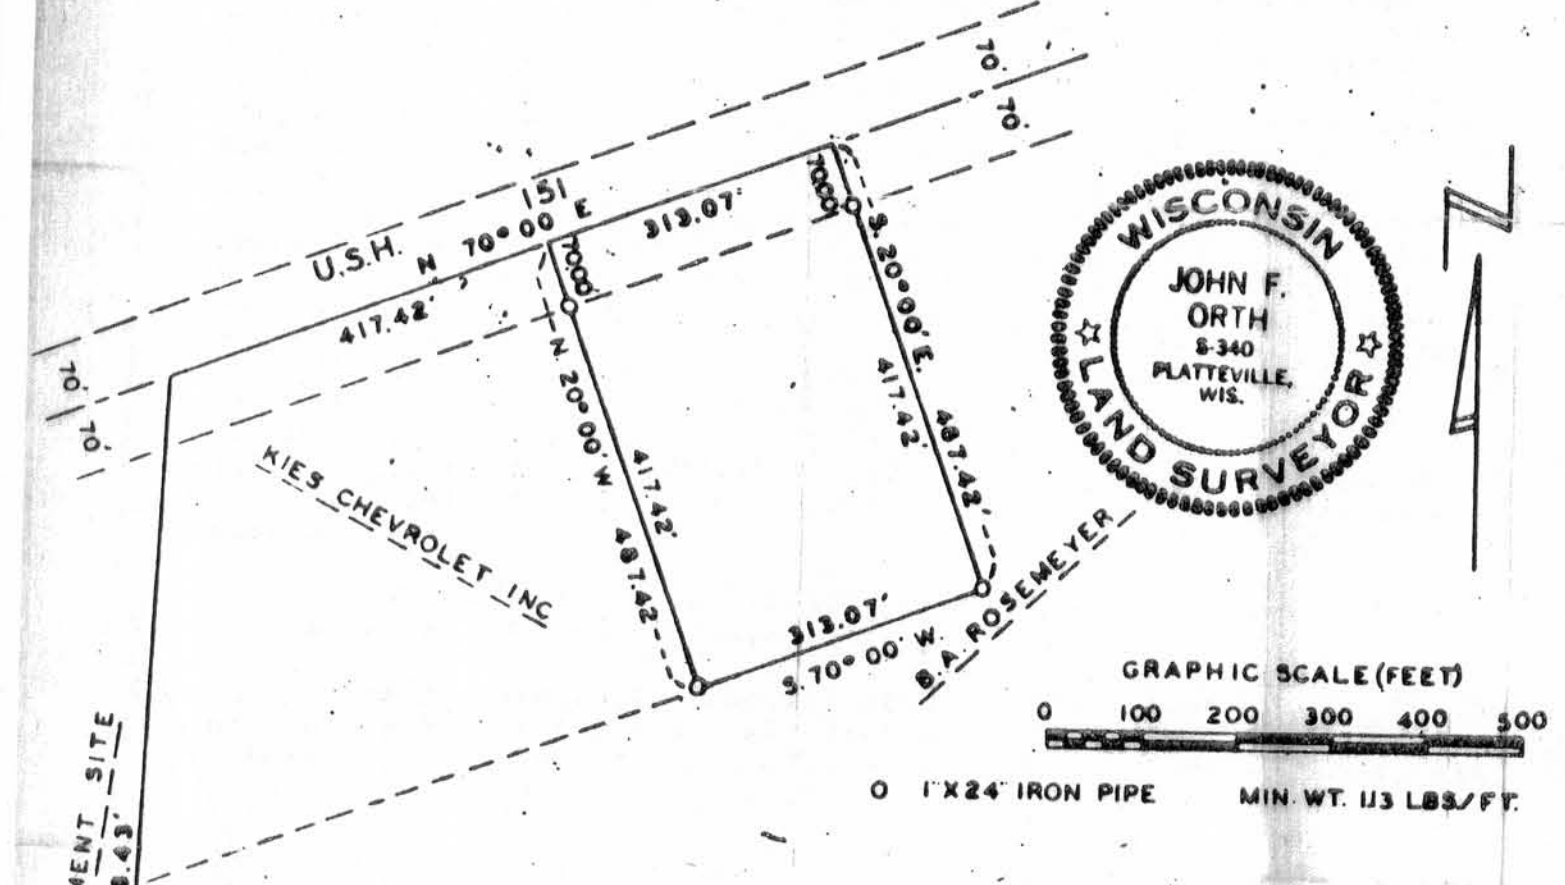 70'
70'
151
U.S.H.
N 70° 00' E
313.07'
417.42'
70.00'
70.00'
70'
70'
N. 20° 00' W
417.42'
487.42'
S. 20° 00' E.
417.42'
487.42'
313.07'
S. 70° 00' W.
KIES CHEVROLET INC
B.A. ROSEMEYER
WISCONSIN
JOHN F.
ORTH
S-340
PLATTEVILLE,
WIS.
LAND SURVEYOR
N
GRAPHIC SCALE (FEET)
0 100 200 300 400 500
O 1"X24" IRON PIPE MIN. WT. 1.13 LBS/FT.
MENT SITE